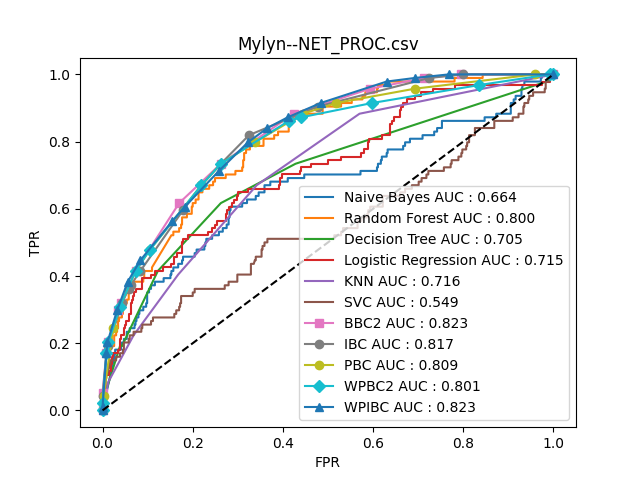 Mylyn--NET_PROC.csv
1.0
0.8
0.6
0.4
0.2
0.0
TPR
Naive Bayes AUC : 0.664
Random Forest AUC : 0.800
Decision Tree AUC : 0.705
Logistic Regression AUC : 0.715
KNN AUC : 0.716
SVC AUC : 0.549
BBC2 AUC : 0.823
IBC AUC : 0.817
PBC AUC : 0.809
WPBC2 AUC : 0.801
WPIBC AUC : 0.823
0.0 0.2 0.4 0.6 0.8 1.0
FPR